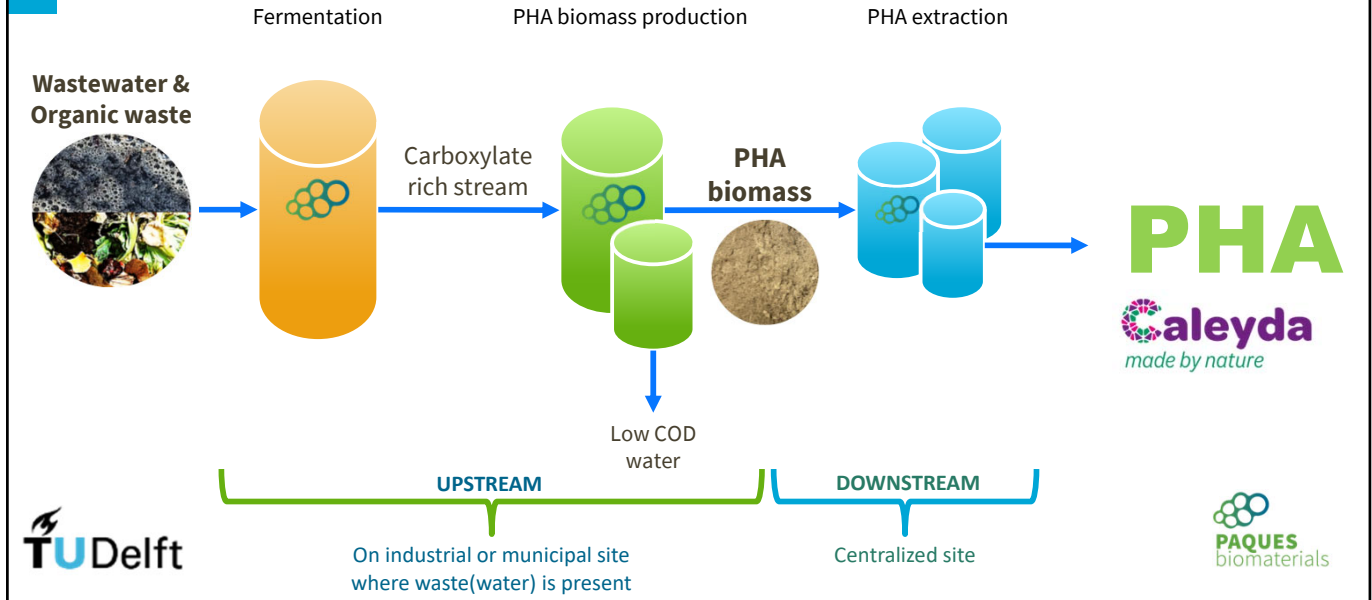 Fermentation
PHA biomass production
PHA extraction
Wastewater &
Organic waste
Carboxylate
rich stream
PHA
biomass
PHA
Caleyda
made by nature
Low COD
water
UPSTREAM
DOWNSTREAM
On industrial or municipal site
where waste(water) is present
Centralized site
TU Delft
PAQUES
biomaterials